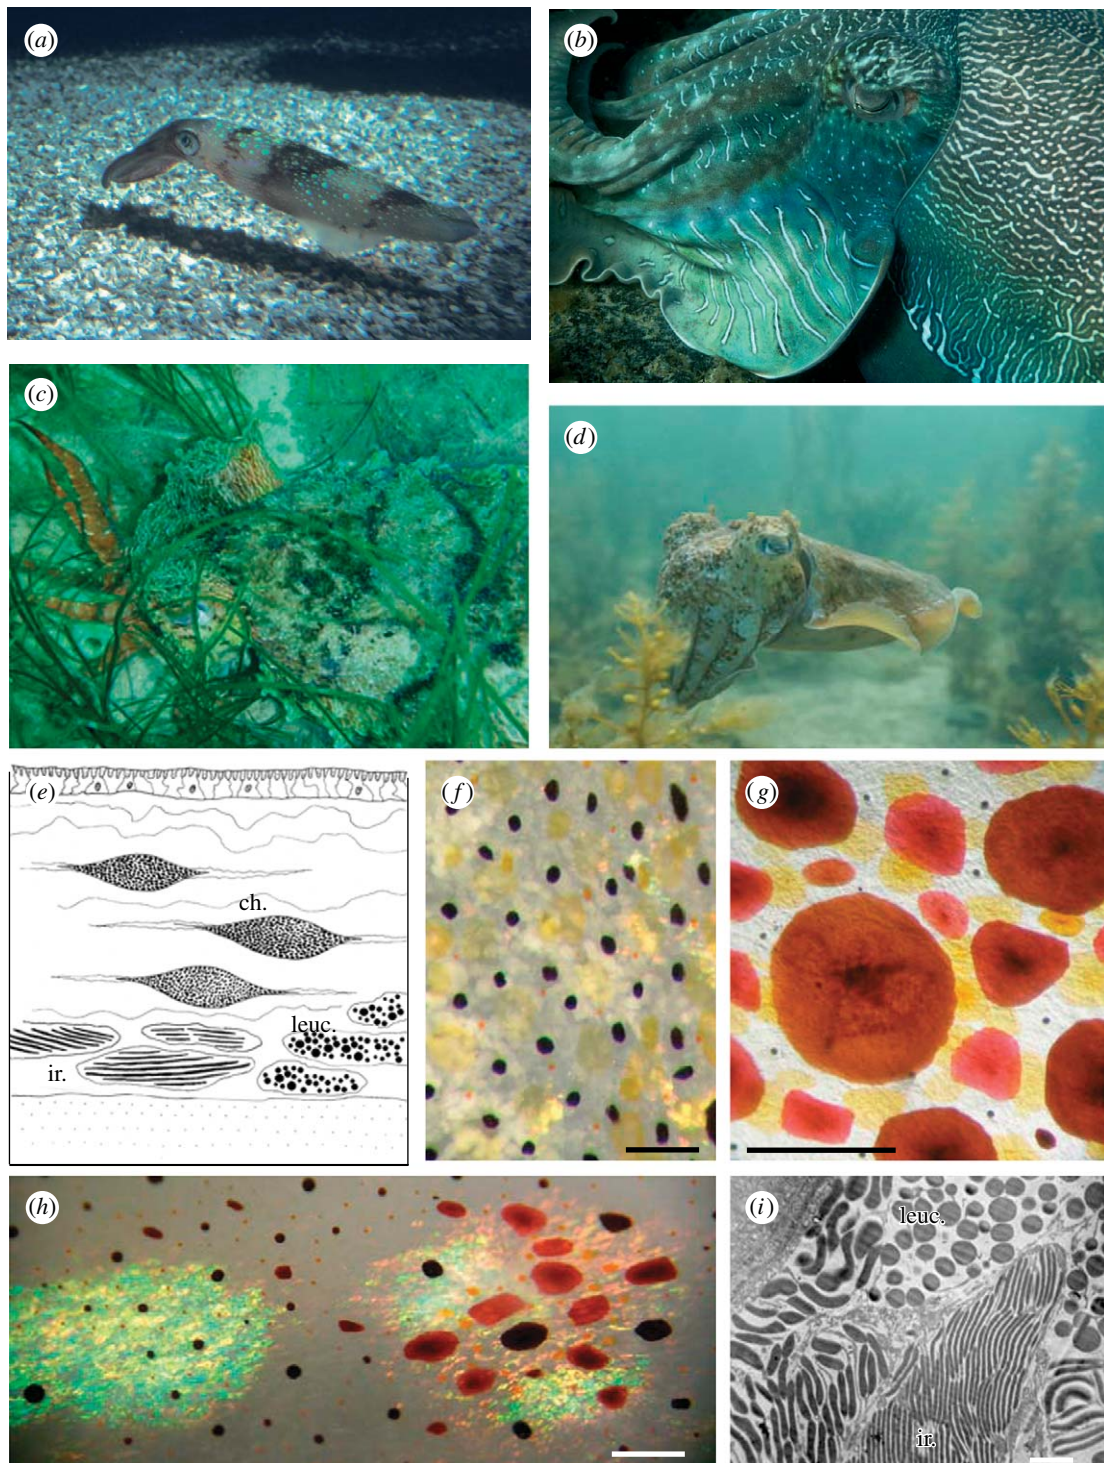 (a)
(b)
(c)
(d)
(e)
ch.
leuc.
ir.
(f)
(g)
(h)
(i)
leuc.
ir.